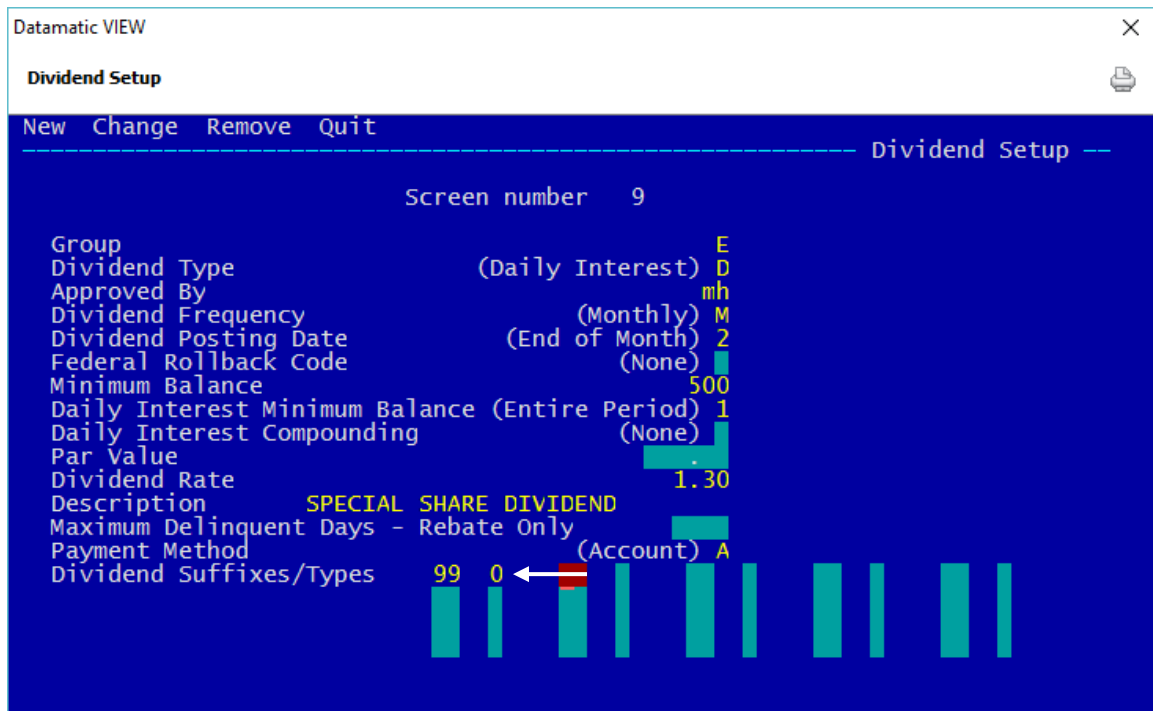 Datamatic VIEW
Dividend Setup
New Change Remove Quit
Dividend Setup
Screen number 9
Group E
Dividend Type (Daily Interest) D
Approved By mh
Dividend Frequency (Monthly) M
Dividend Posting Date (End of Month) 2
Federal Rollback Code (None)
Minimum Balance 500
Daily Interest Minimum Balance (Entire Period) 1
Daily Interest Compounding (None)
Par Value .
Dividend Rate 1.30
Description SPECIAL SHARE DIVIDEND
Maximum Delinquent Days - Rebate Only
Payment Method (Account) A
Dividend Suffixes/Types 99 0